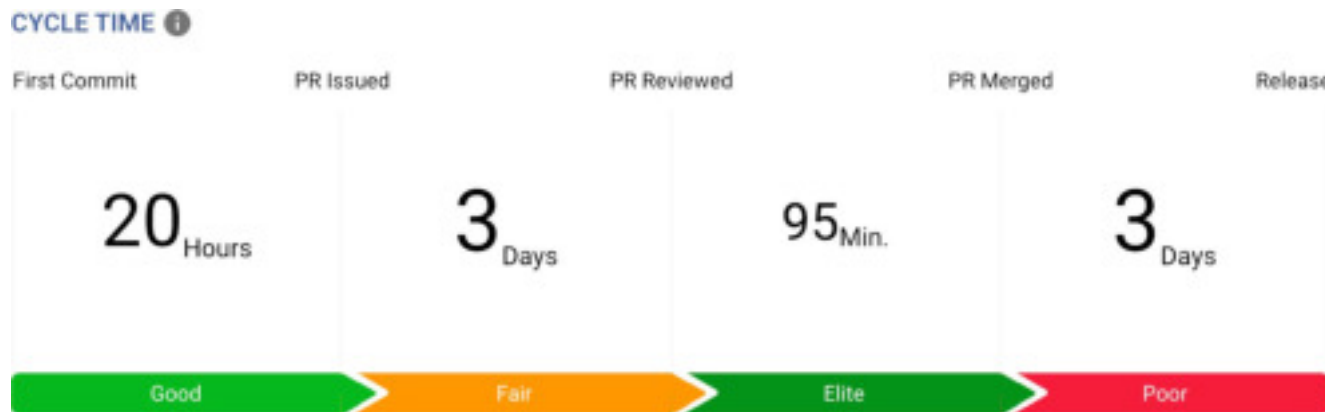 CYCLE TIME
First Commit PR Issued PR Reviewed PR Merged Release
20 Hours 3 Days 95 Min. 3 Days
Good Fair Elite Poor